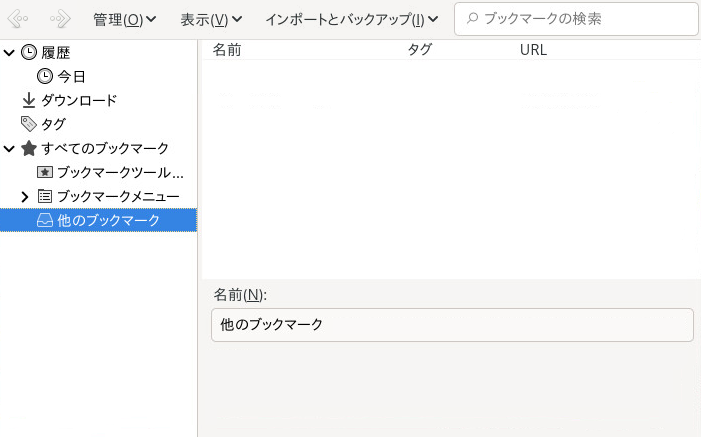 管理(O) 表示(V) インポートとバックアップ(I) ブックマークの検索
履歴
今日
ダウンロード
タグ
すべてのブックマーク
ブックマークツール...
ブックマークメニュー
他のブックマーク
名前 タグ URL
名前(N):
他のブックマーク